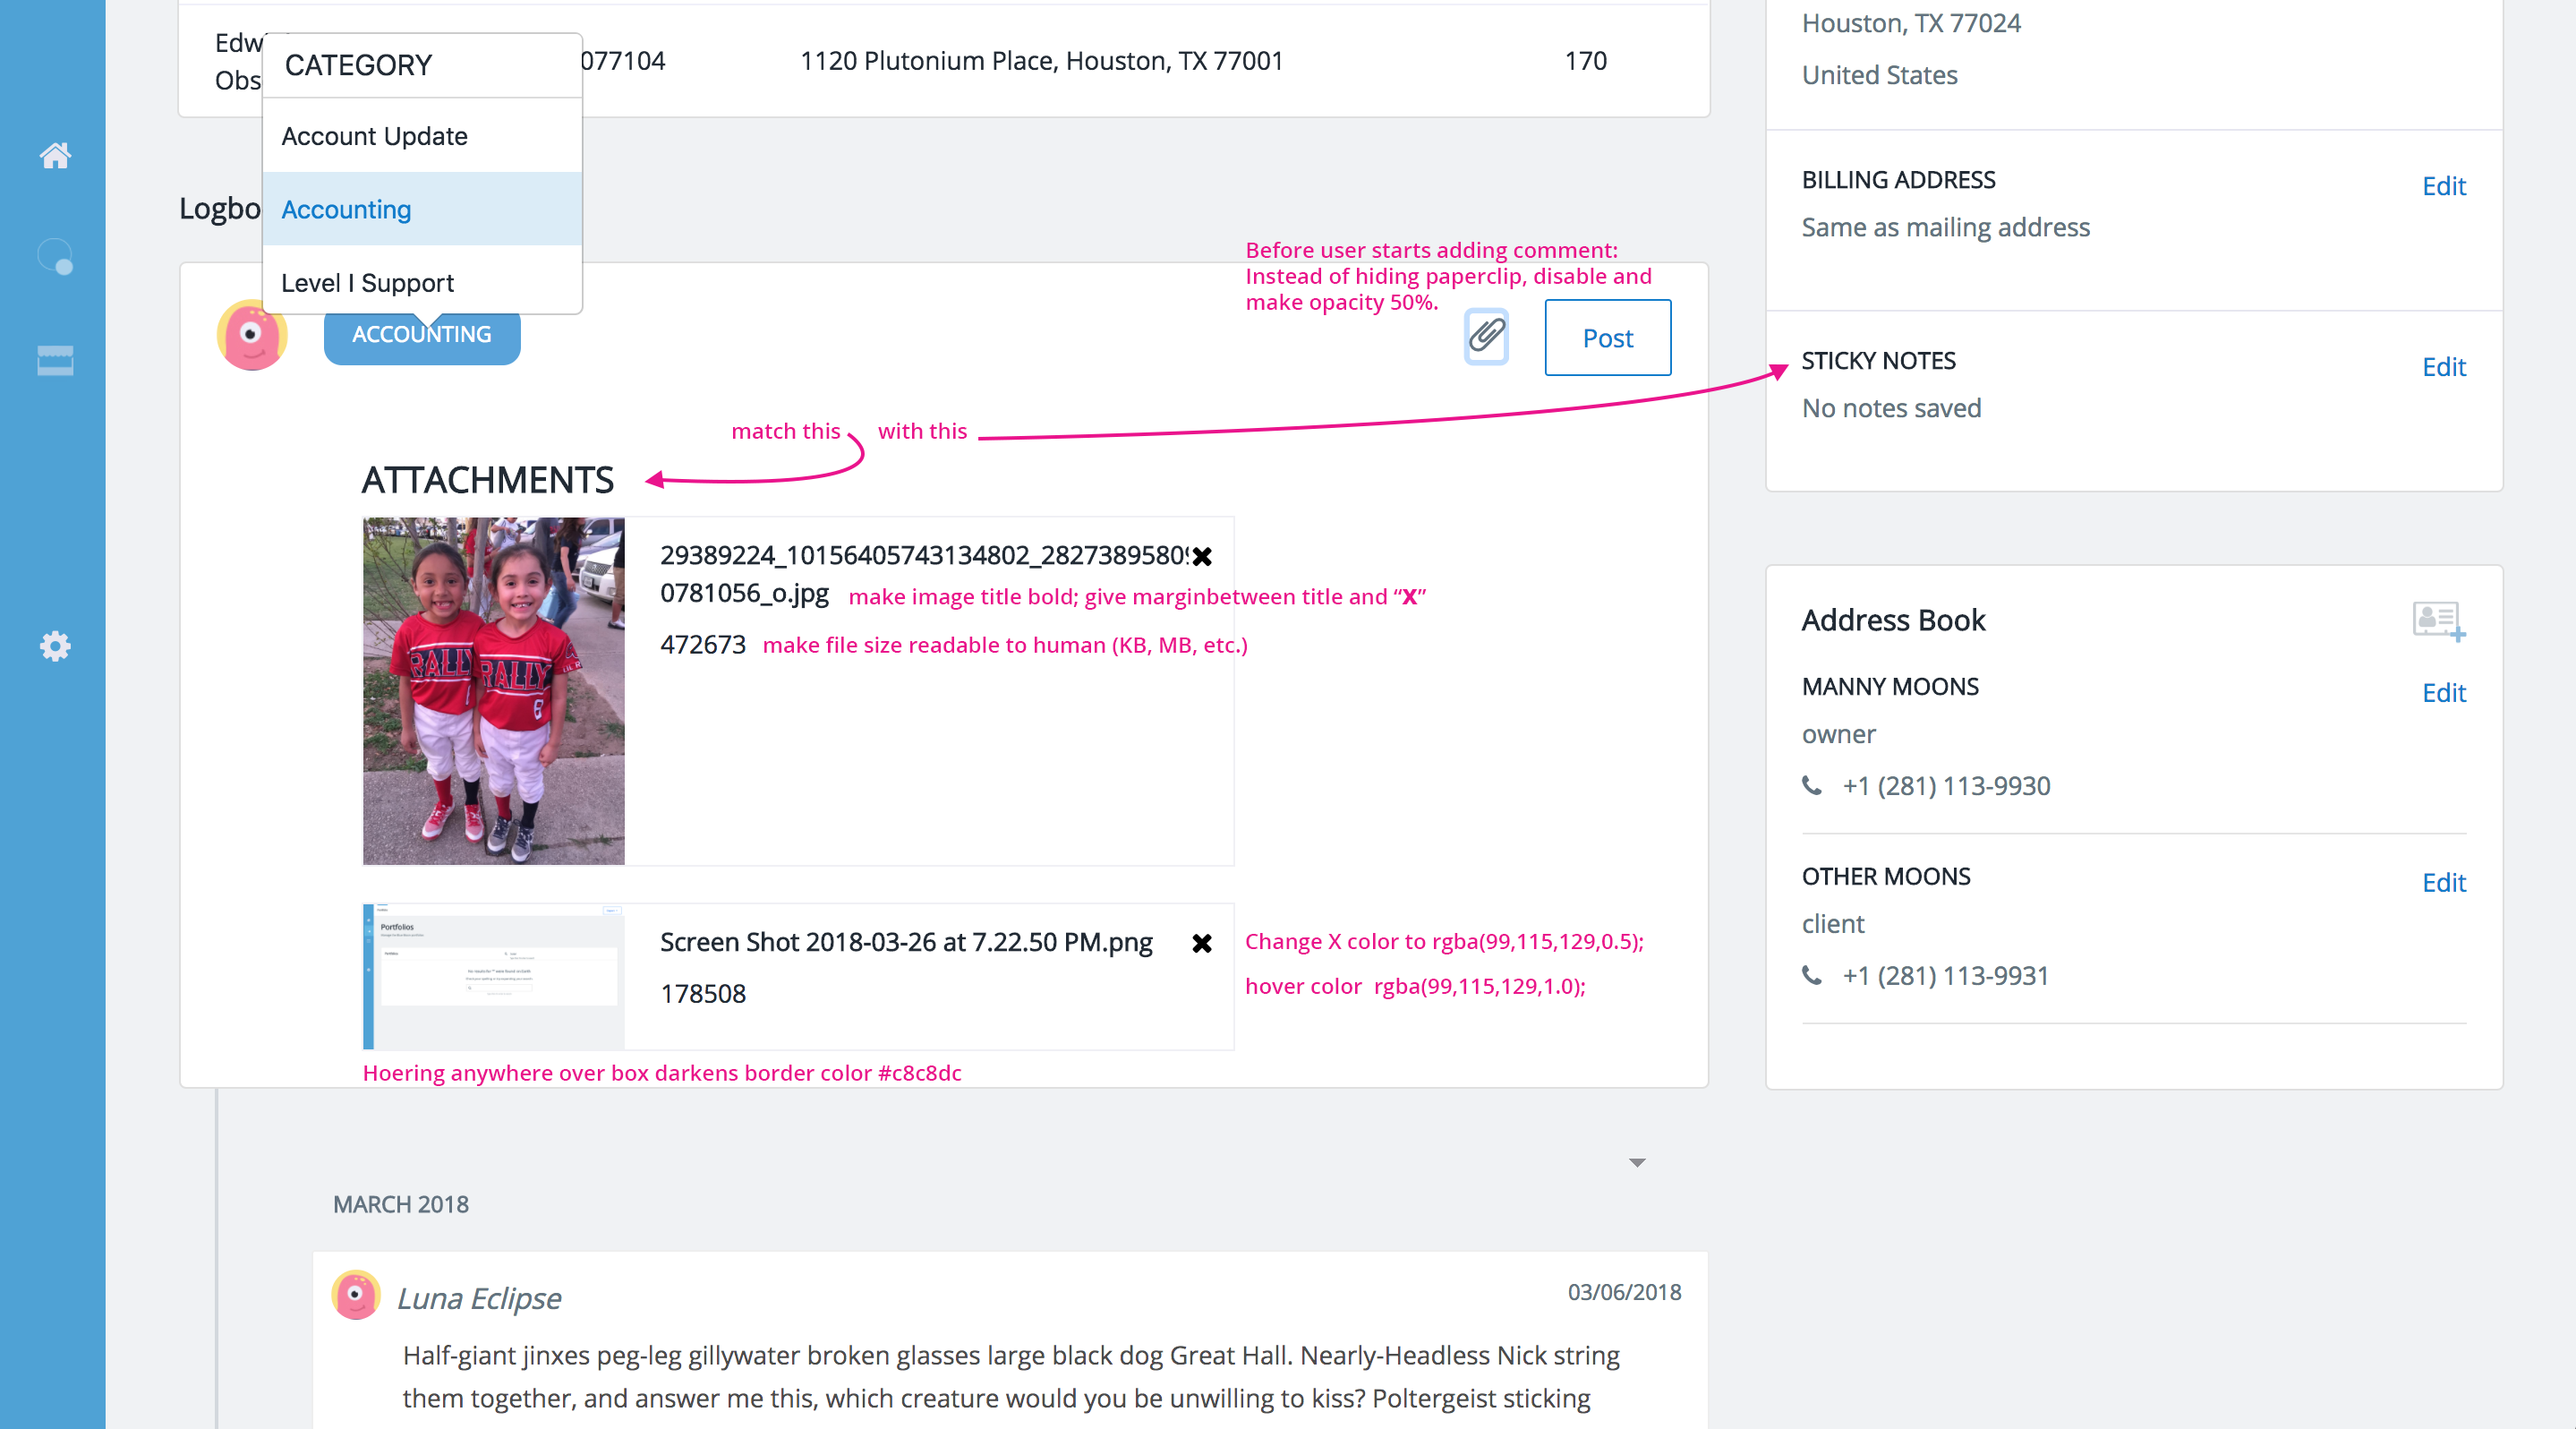 Edw
Obs
077104
1120 Plutonium Place, Houston, TX 77001
170
CATEGORY
Account Update
Accounting
Level I Support
Logbo
ACCOUNTING
Before user starts adding comment:
Instead of hiding paperclip, disable and
make opacity 50%.
Post
match this
with this
ATTACHMENTS
29389224_10156405743134802_28273895809
0781056_o.jpg
make image title bold; give marginbetween title and “X”
472673
make file size readable to human (KB, MB, etc.)
RALLY
RALLY
8
Portfolios
Screen Shot 2018-03-26 at 7.22.50 PM.png
178508
Change X color to rgba(99,115,129,0.5);
hover color rgba(99,115,129,1.0);
Hoering anywhere over box darkens border color #c8c8dc
MARCH 2018
Luna Eclipse
03/06/2018
Half-giant jinxes peg-leg gillywater broken glasses large black dog Great Hall. Nearly-Headless Nick string
them together, and answer me this, which creature would you be unwilling to kiss? Poltergeist sticking
Houston, TX 77024
United States
BILLING ADDRESS
Edit
Same as mailing address
STICKY NOTES
Edit
No notes saved
Address Book
MANNY MOONS
Edit
owner
+1 (281) 113-9930
OTHER MOONS
Edit
client
+1 (281) 113-9931